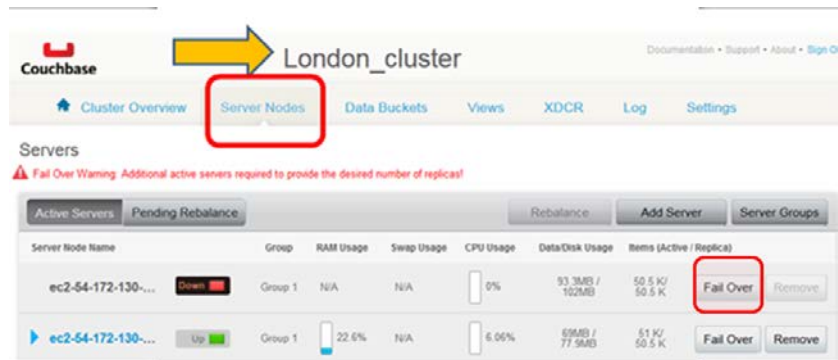 Couchbase
London_cluster
Documentation • Support • About • Sign O
Cluster Overview Server Nodes Data Buckets Views XDCR Log Settings
Servers
Fail Over Warning: Additional active servers required to provide the desired number of replicas!
Active Servers Pending Rebalance Rebalance Add Server Server Groups
Server Node Name Group RAM Usage Swap Usage CPU Usage Data/Disk Usage Items (Active / Replica)
ec2-54-172-130-... Down Group 1 N/A N/A 0% 93.3MB / 102MB 50.5 K/ 50.5 K Fail Over Remove
ec2-54-172-130-... Up Group 1 22.6% N/A 6.06% 69MB / 77.9MB 51 K/ 50.5 K Fail Over Remove